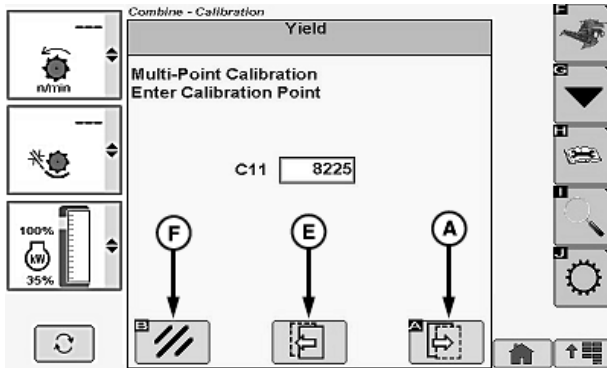 Combine - Calibration
Yield
---
n/min
Multi-Point Calibration
Enter Calibration Point
---
C11 8225
100%
kW
35%
F
E
A
B
A
F
G
H
I
J